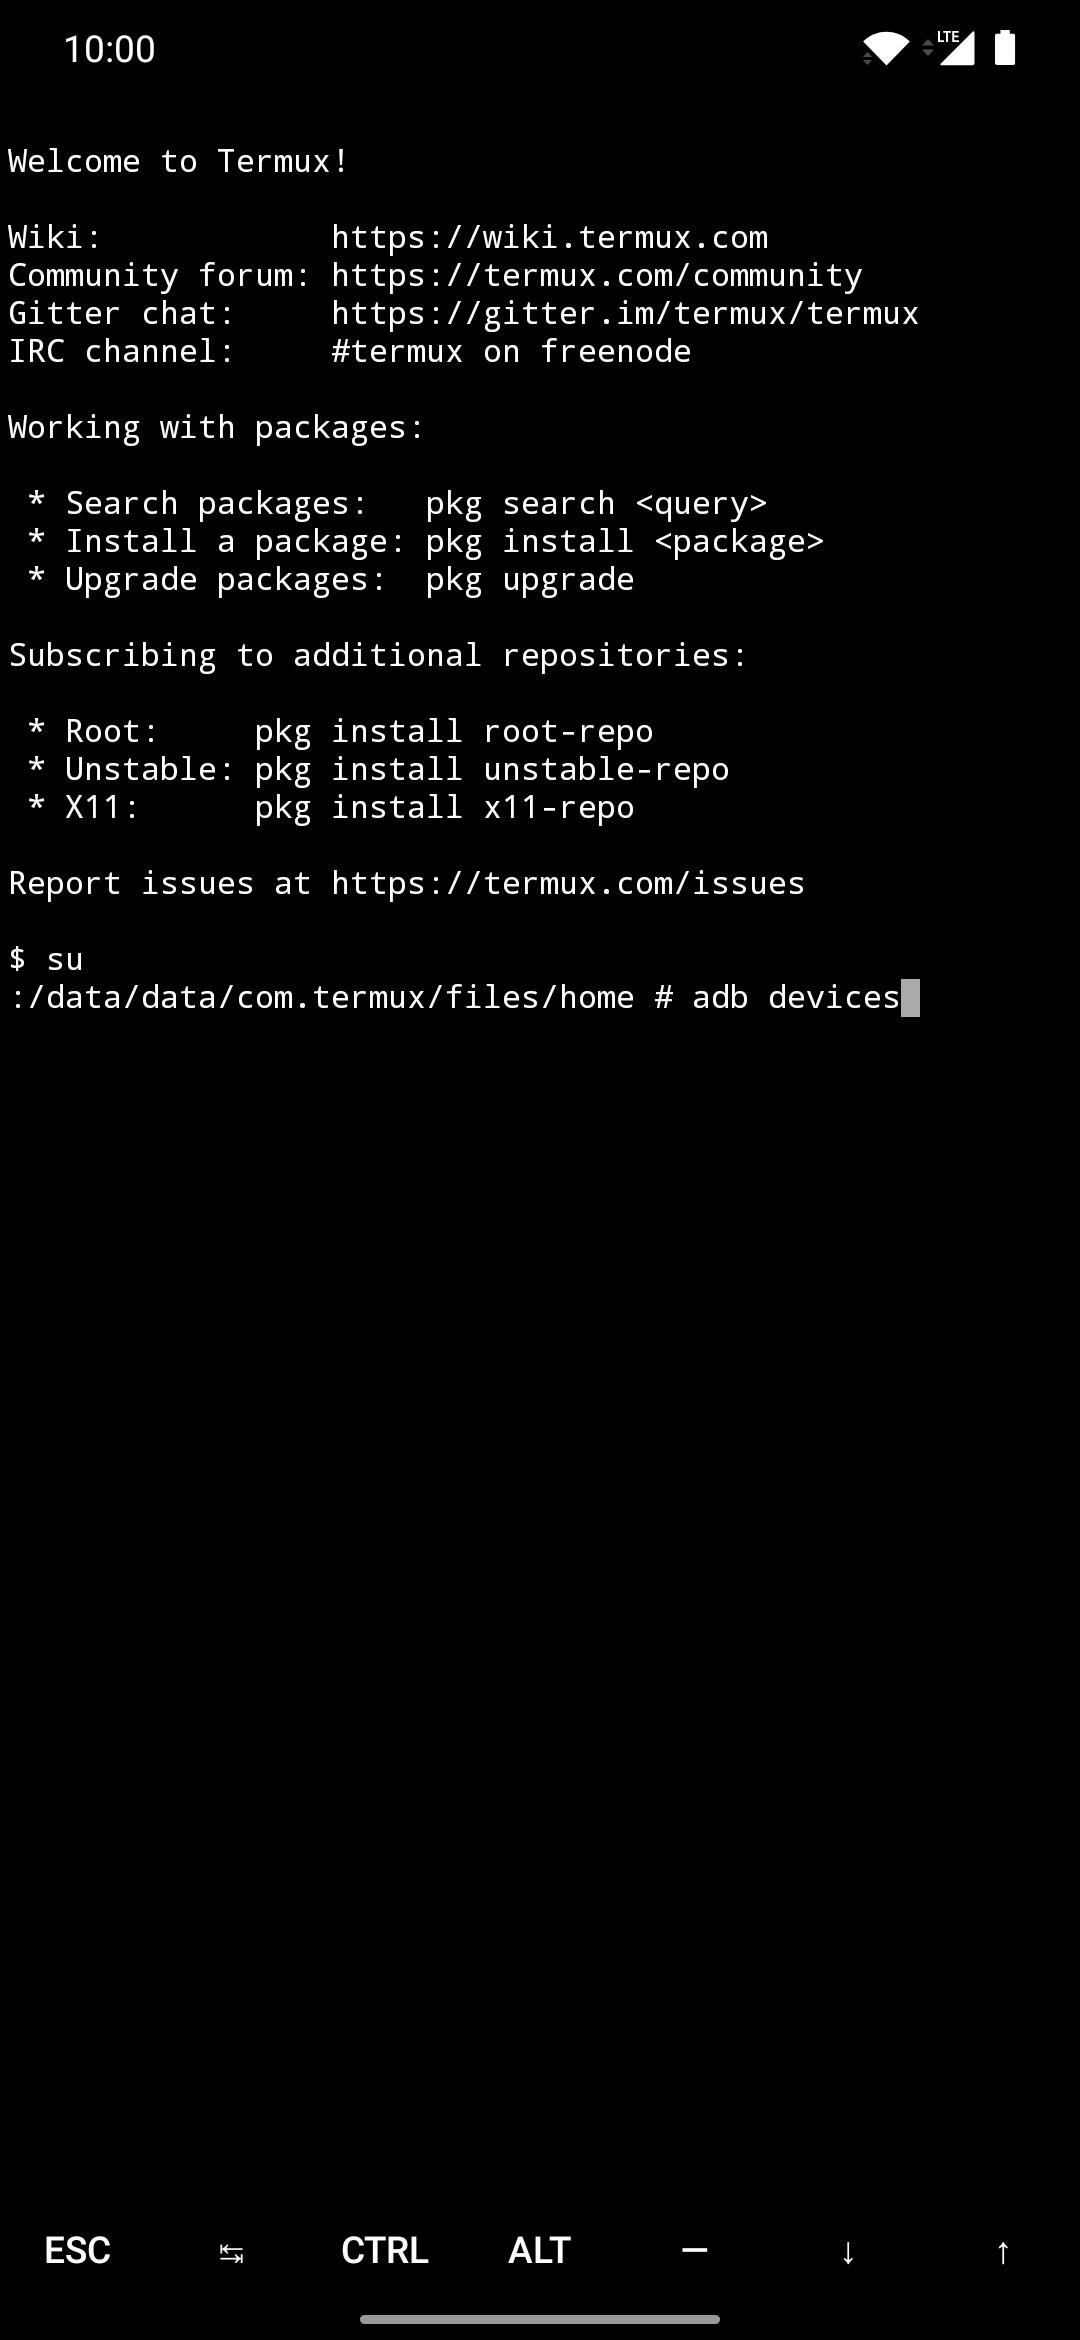 10:00
LTE
Welcome to Termux!
Wiki:            https://wiki.termux.com
Community forum: https://termux.com/community
Gitter chat:     https://gitter.im/termux/termux
IRC channel:     #termux on freenode
Working with packages:
 * Search packages:   pkg search <query>
 * Install a package: pkg install <package>
 * Upgrade packages:  pkg upgrade
Subscribing to additional repositories:
 * Root:     pkg install root-repo
 * Unstable: pkg install unstable-repo
 * X11:      pkg install x11-repo
Report issues at https://termux.com/issues
$ su
:/data/data/com.termux/files/home # adb devices
ESC ↹ CTRL ALT — ↓ ↑